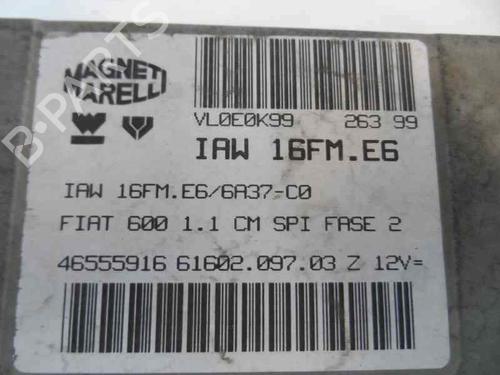 MAGNETI
MARELLI
VL0E0K99 263 99
IAW 16FM.E6
IAW 16FM.E6/6A37-C0
FIAT 600 1.1 CM SPI FASE 2
46555916 61602.097.03 Z 12V=
B-PARTS